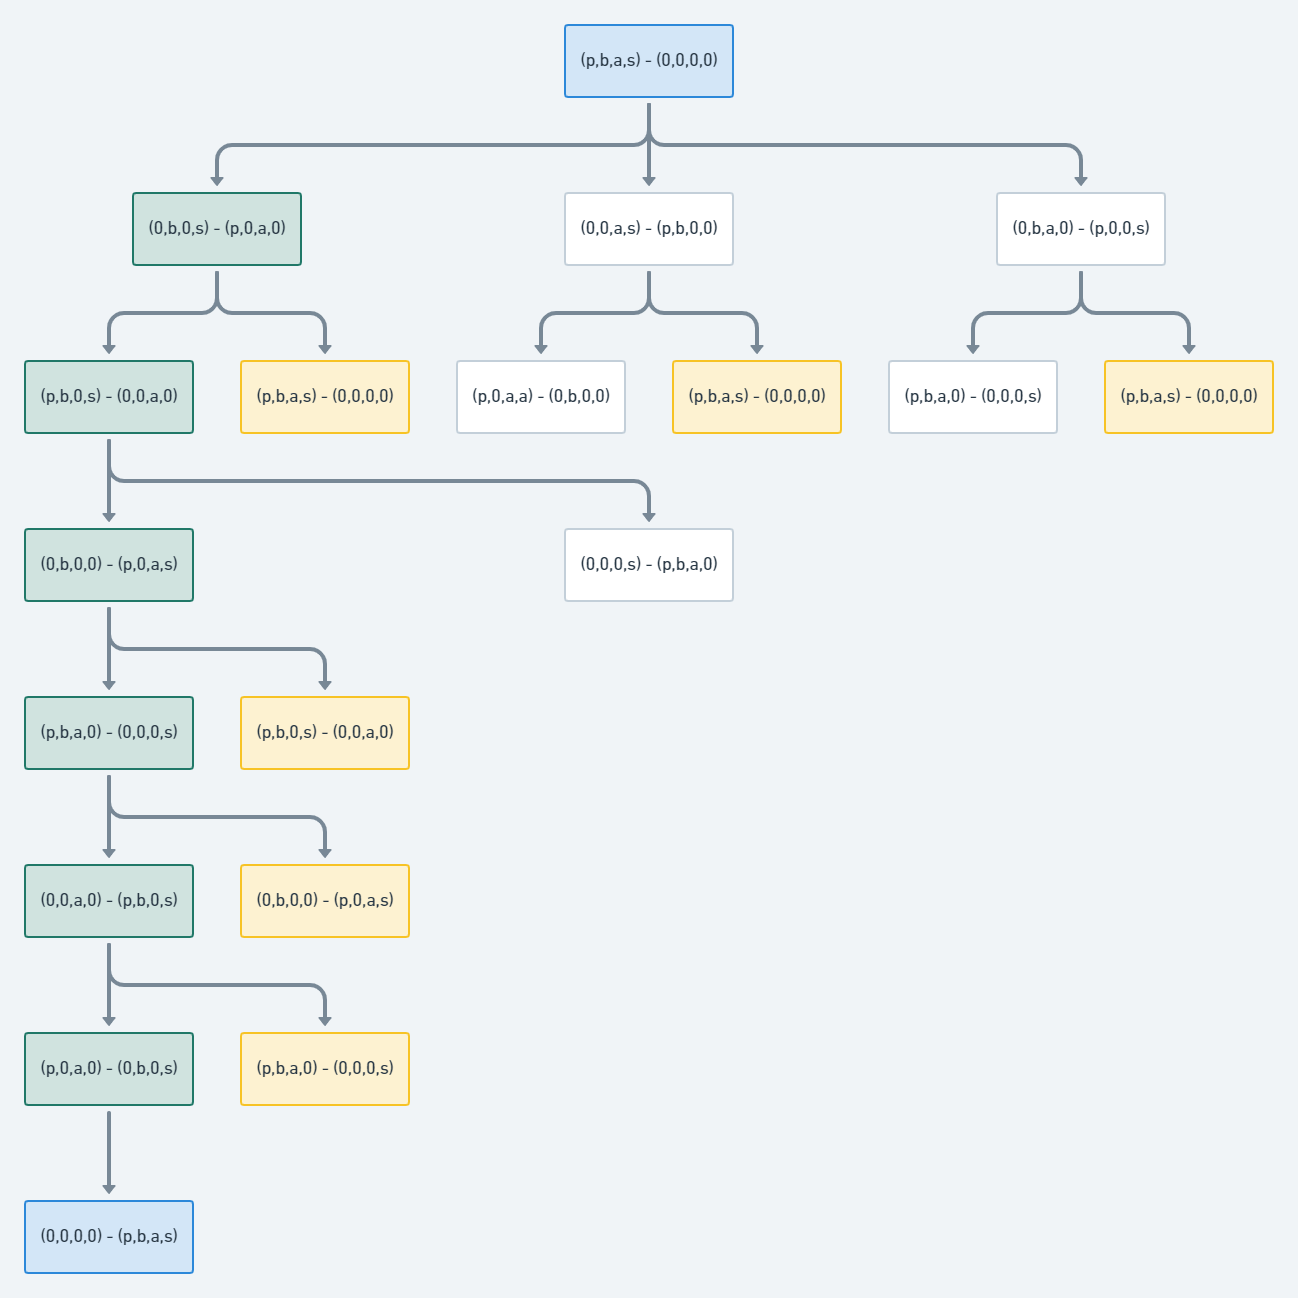 (p,b,a,s) - (0,0,0,0)
(0,b,0,s) - (p,0,a,0)
(0,0,a,s) - (p,b,0,0)
(0,b,a,0) - (p,0,0,s)
(p,b,0,s) - (0,0,a,0)
(p,b,a,s) - (0,0,0,0)
(p,0,a,a) - (0,b,0,0)
(p,b,a,s) - (0,0,0,0)
(p,b,a,0) - (0,0,0,s)
(p,b,a,s) - (0,0,0,0)
(0,b,0,0) - (p,0,a,s)
(0,0,0,s) - (p,b,a,0)
(p,b,a,0) - (0,0,0,s)
(p,b,0,s) - (0,0,a,0)
(0,0,a,0) - (p,b,0,s)
(0,b,0,0) - (p,0,a,s)
(p,0,a,0) - (0,b,0,s)
(p,b,a,0) - (0,0,0,s)
(0,0,0,0) - (p,b,a,s)